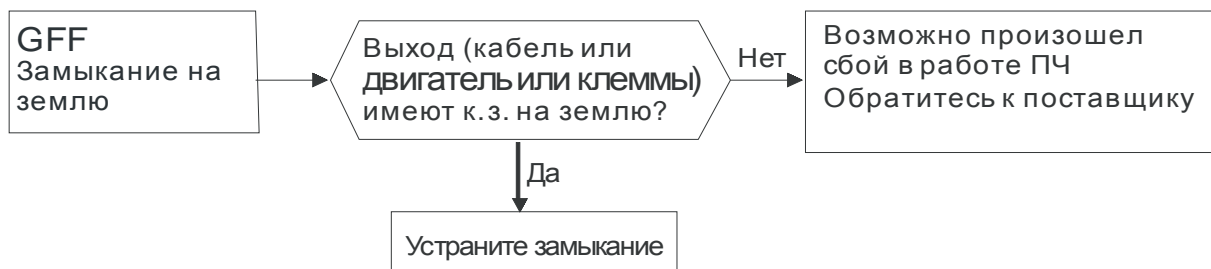 GFF
Замыкание на
землю
Выход (кабель или
двигатель или клеммы)
имеют к.з. на землю?
Нет
Возможно произошел
сбой в работе ПЧ
Обратитесь к поставщику
Да
Устраните замыкание